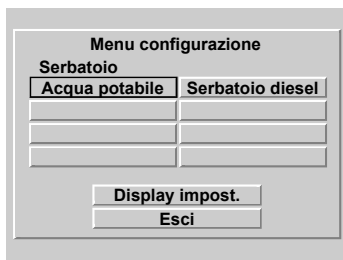 Menu configurazione
Serbatoio
Acqua potabile Serbatoio diesel
Display impost.
Esci